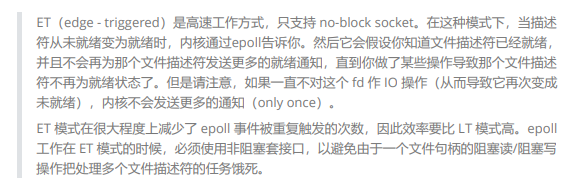 ET（edge - triggered）是高速工作方式，只支持 no-block socket。在这种模式下，当描述
符从未就绪变为就绪时，内核通过epoll告诉你。然后它会假设你知道文件描述符已经就绪，
并且不会再为那个文件描述符发送更多的就绪通知，直到你做了某些操作导致那个文件描述
符不再为就绪状态了。但是请注意，如果一直不对这个 fd 作 IO 操作（从而导致它再次变成
未就绪），内核不会发送更多的通知（only once）。
ET 模式在很大程度上减少了 epoll 事件被重复触发的次数，因此效率要比 LT 模式高。epoll
工作在 ET 模式的时候，必须使用非阻塞套接口，以避免由于一个文件句柄的阻塞读/阻塞写
操作把处理多个文件描述符的任务饿死。